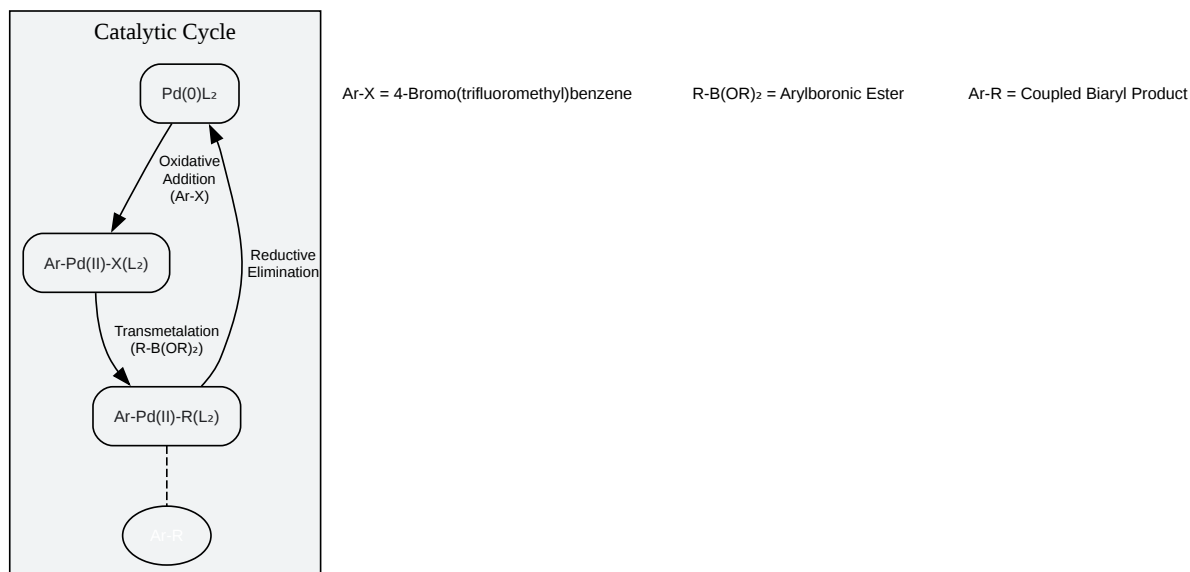 Catalytic Cycle
Pd(0)L₂
Ar-X = 4-Bromo(trifluoromethyl)benzene
R-B(OR)₂ = Arylboronic Ester
Ar-R = Coupled Biaryl Product
Oxidative
Addition
(Ar-X)
Ar-Pd(II)-X(L₂)
Reductive
Elimination
Transmetalation
(R-B(OR)₂)
Ar-Pd(II)-R(L₂)
Ar-R